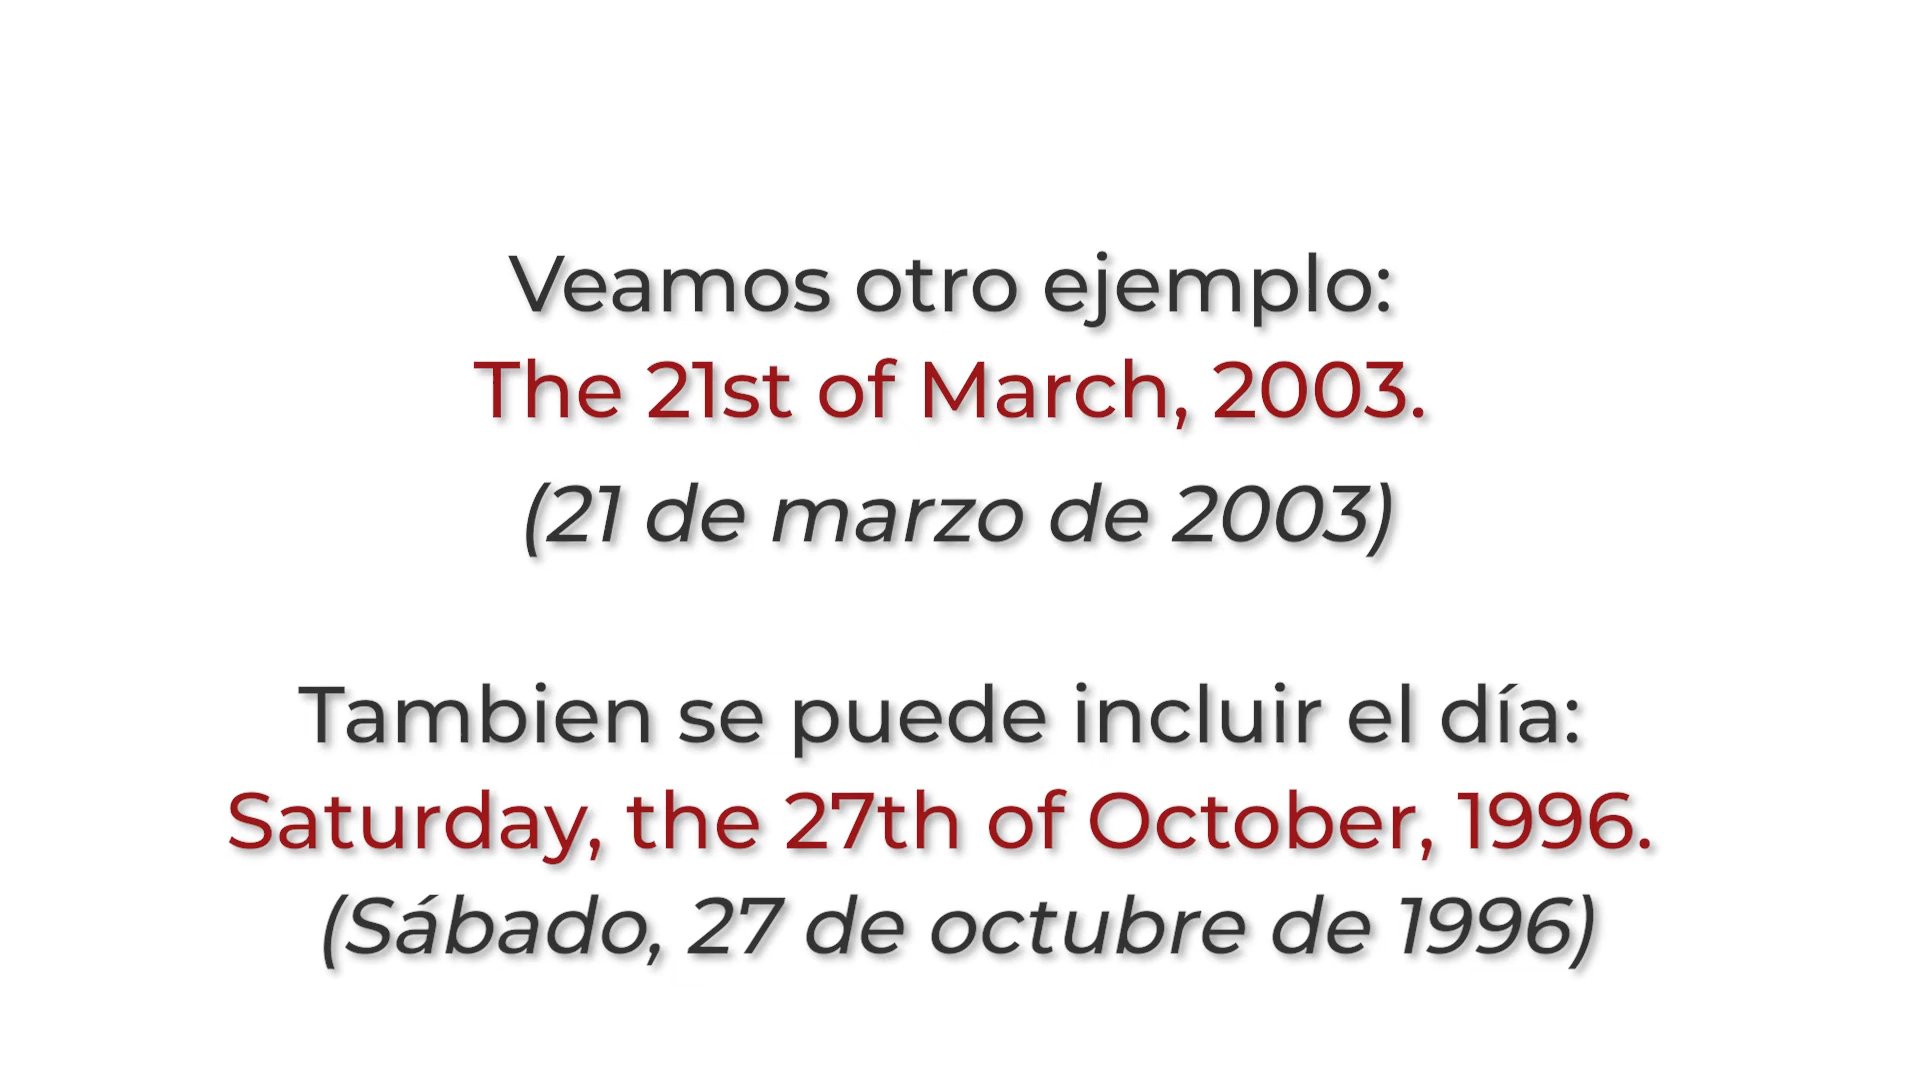 Veamos otro ejemplo:
The 21st of March, 2003.
(21 de marzo de 2003)
Tambien se puede incluir el día:
Saturday, the 27th of October, 1996.
(Sábado, 27 de octubre de 1996)